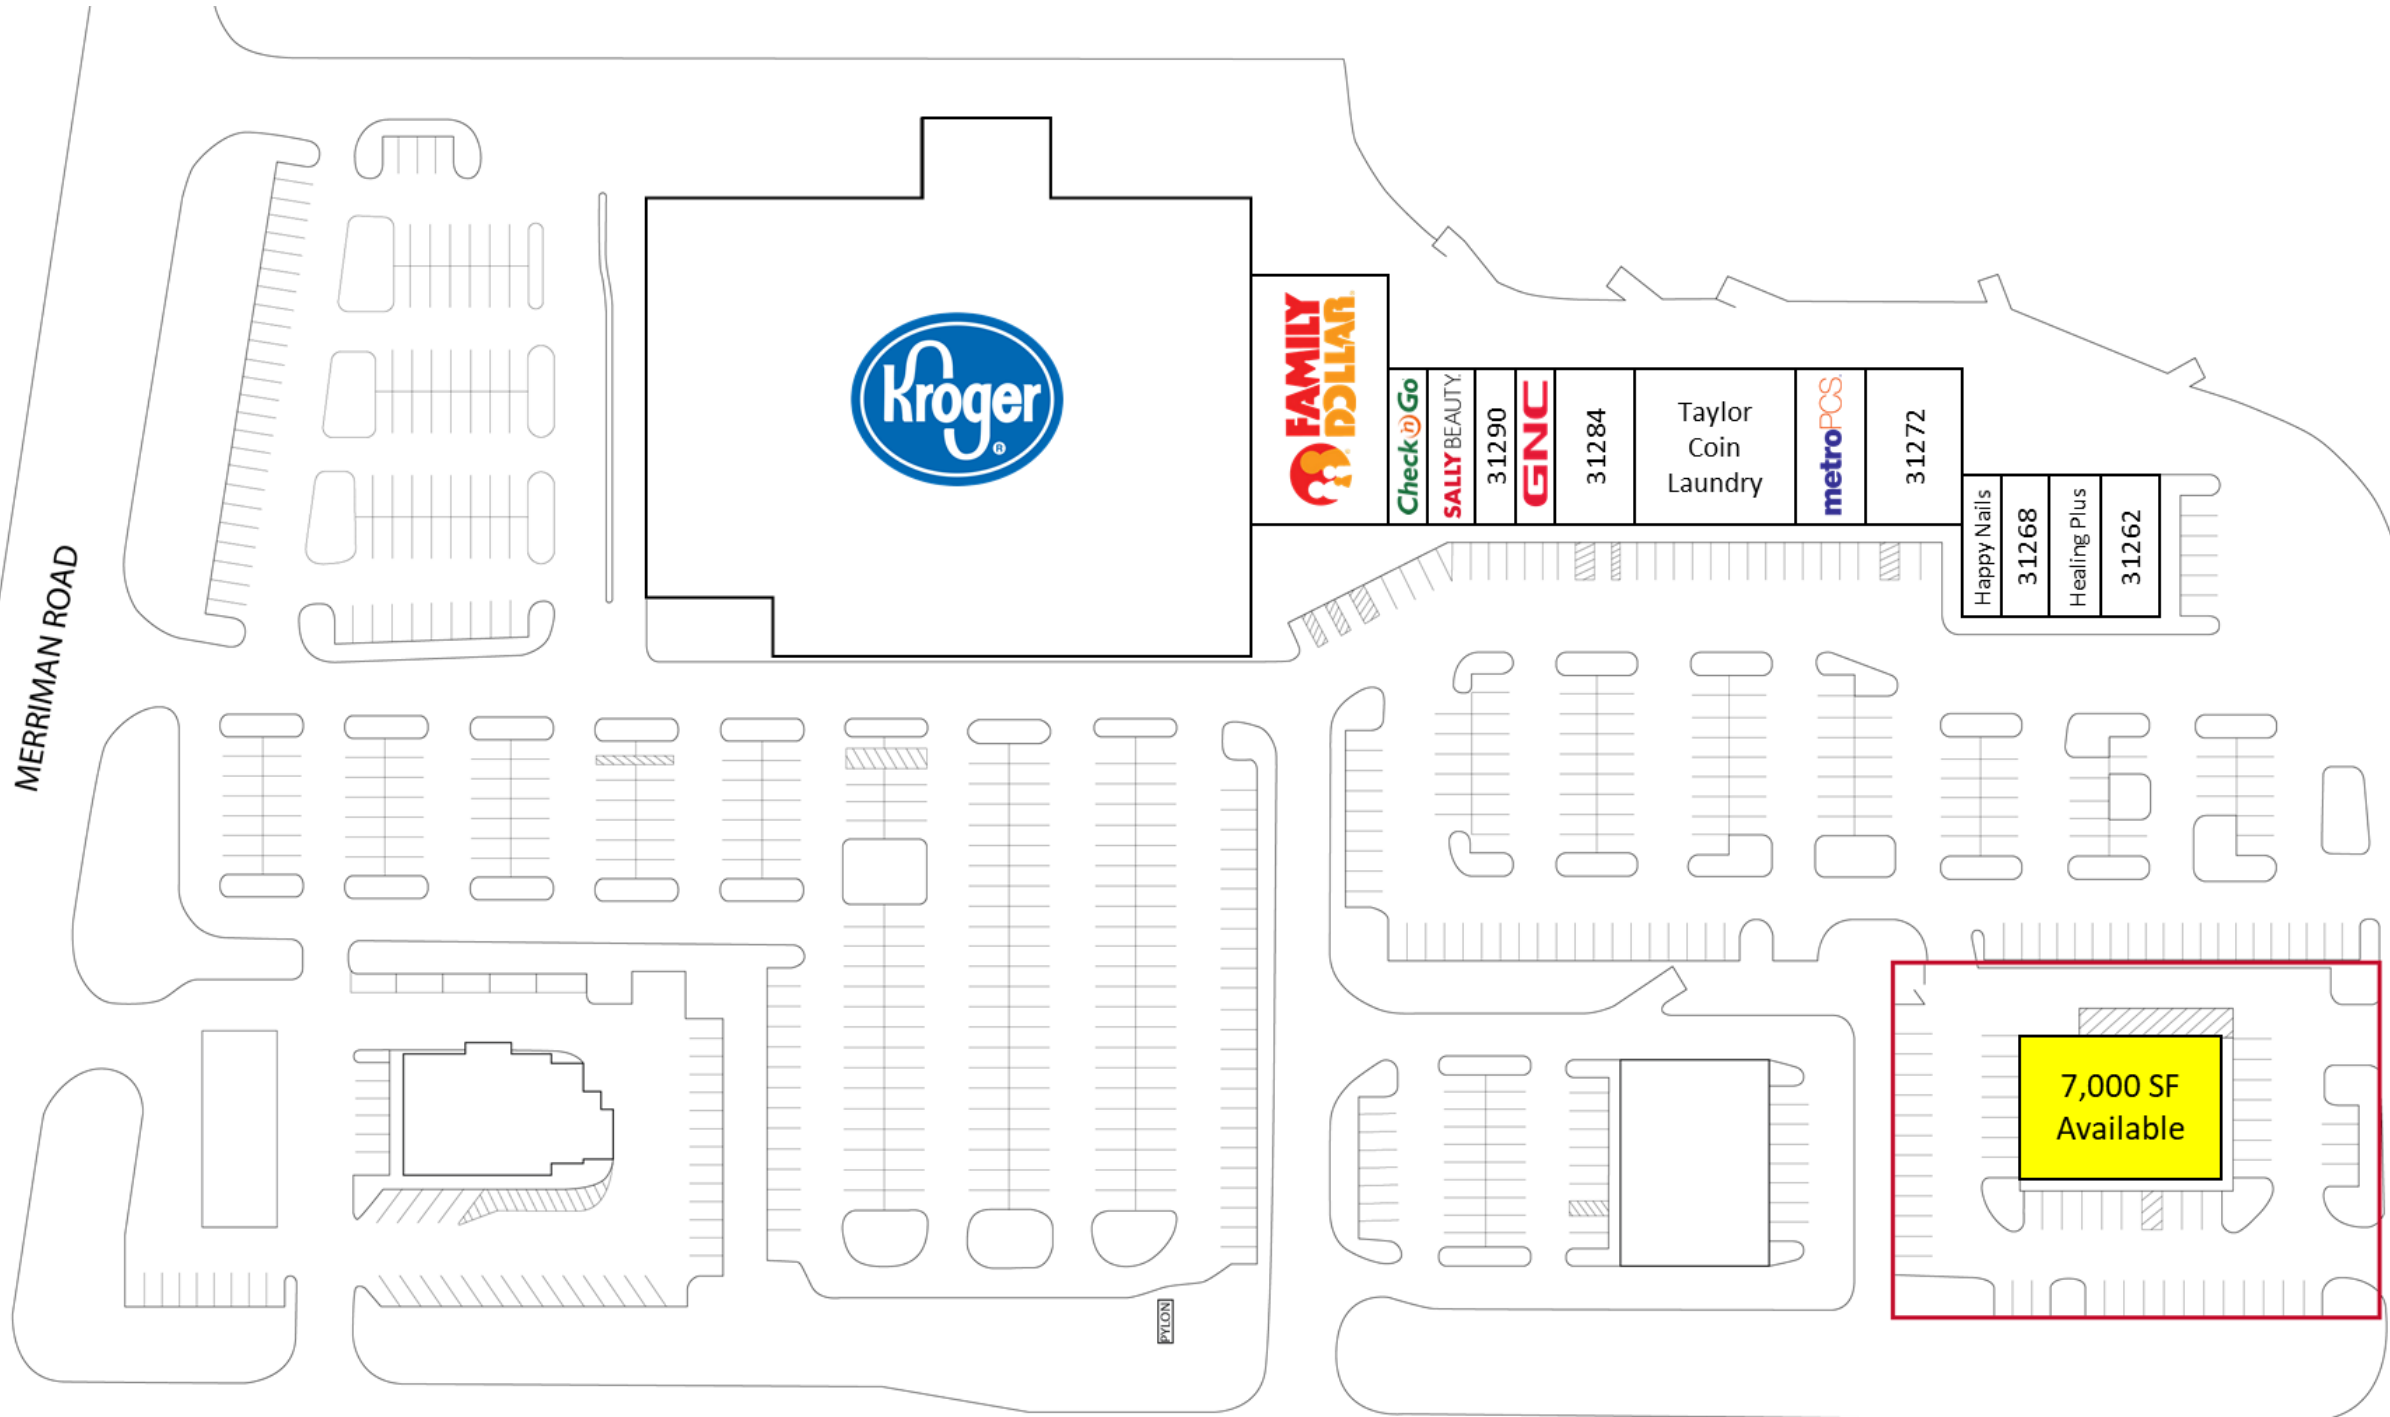 MERRIMAN ROAD
Kroger
®
FAMILY
DOLLAR
Check n Go
SALLY BEAUTY
31290
GNC
31284
Taylor
Coin
Laundry
metroPCS.
31272
Happy Nails
31268
Healing Plus
31262
7,000 SF
Available
PYLON